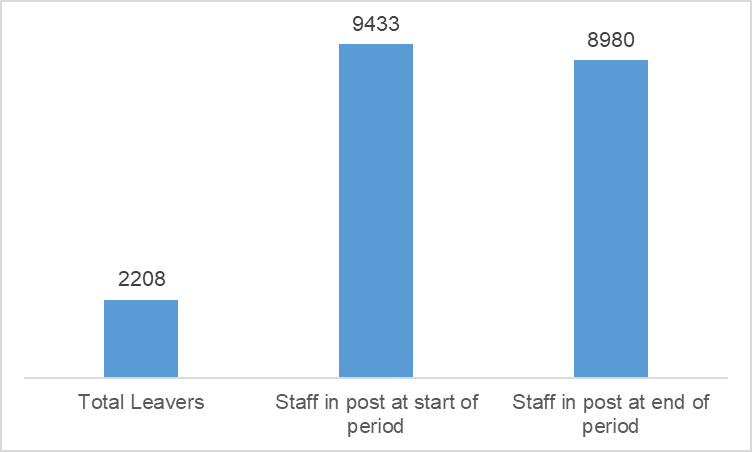 9433
8980
2208
Total Leavers
Staff in post at start of
period
Staff in post at end of
period